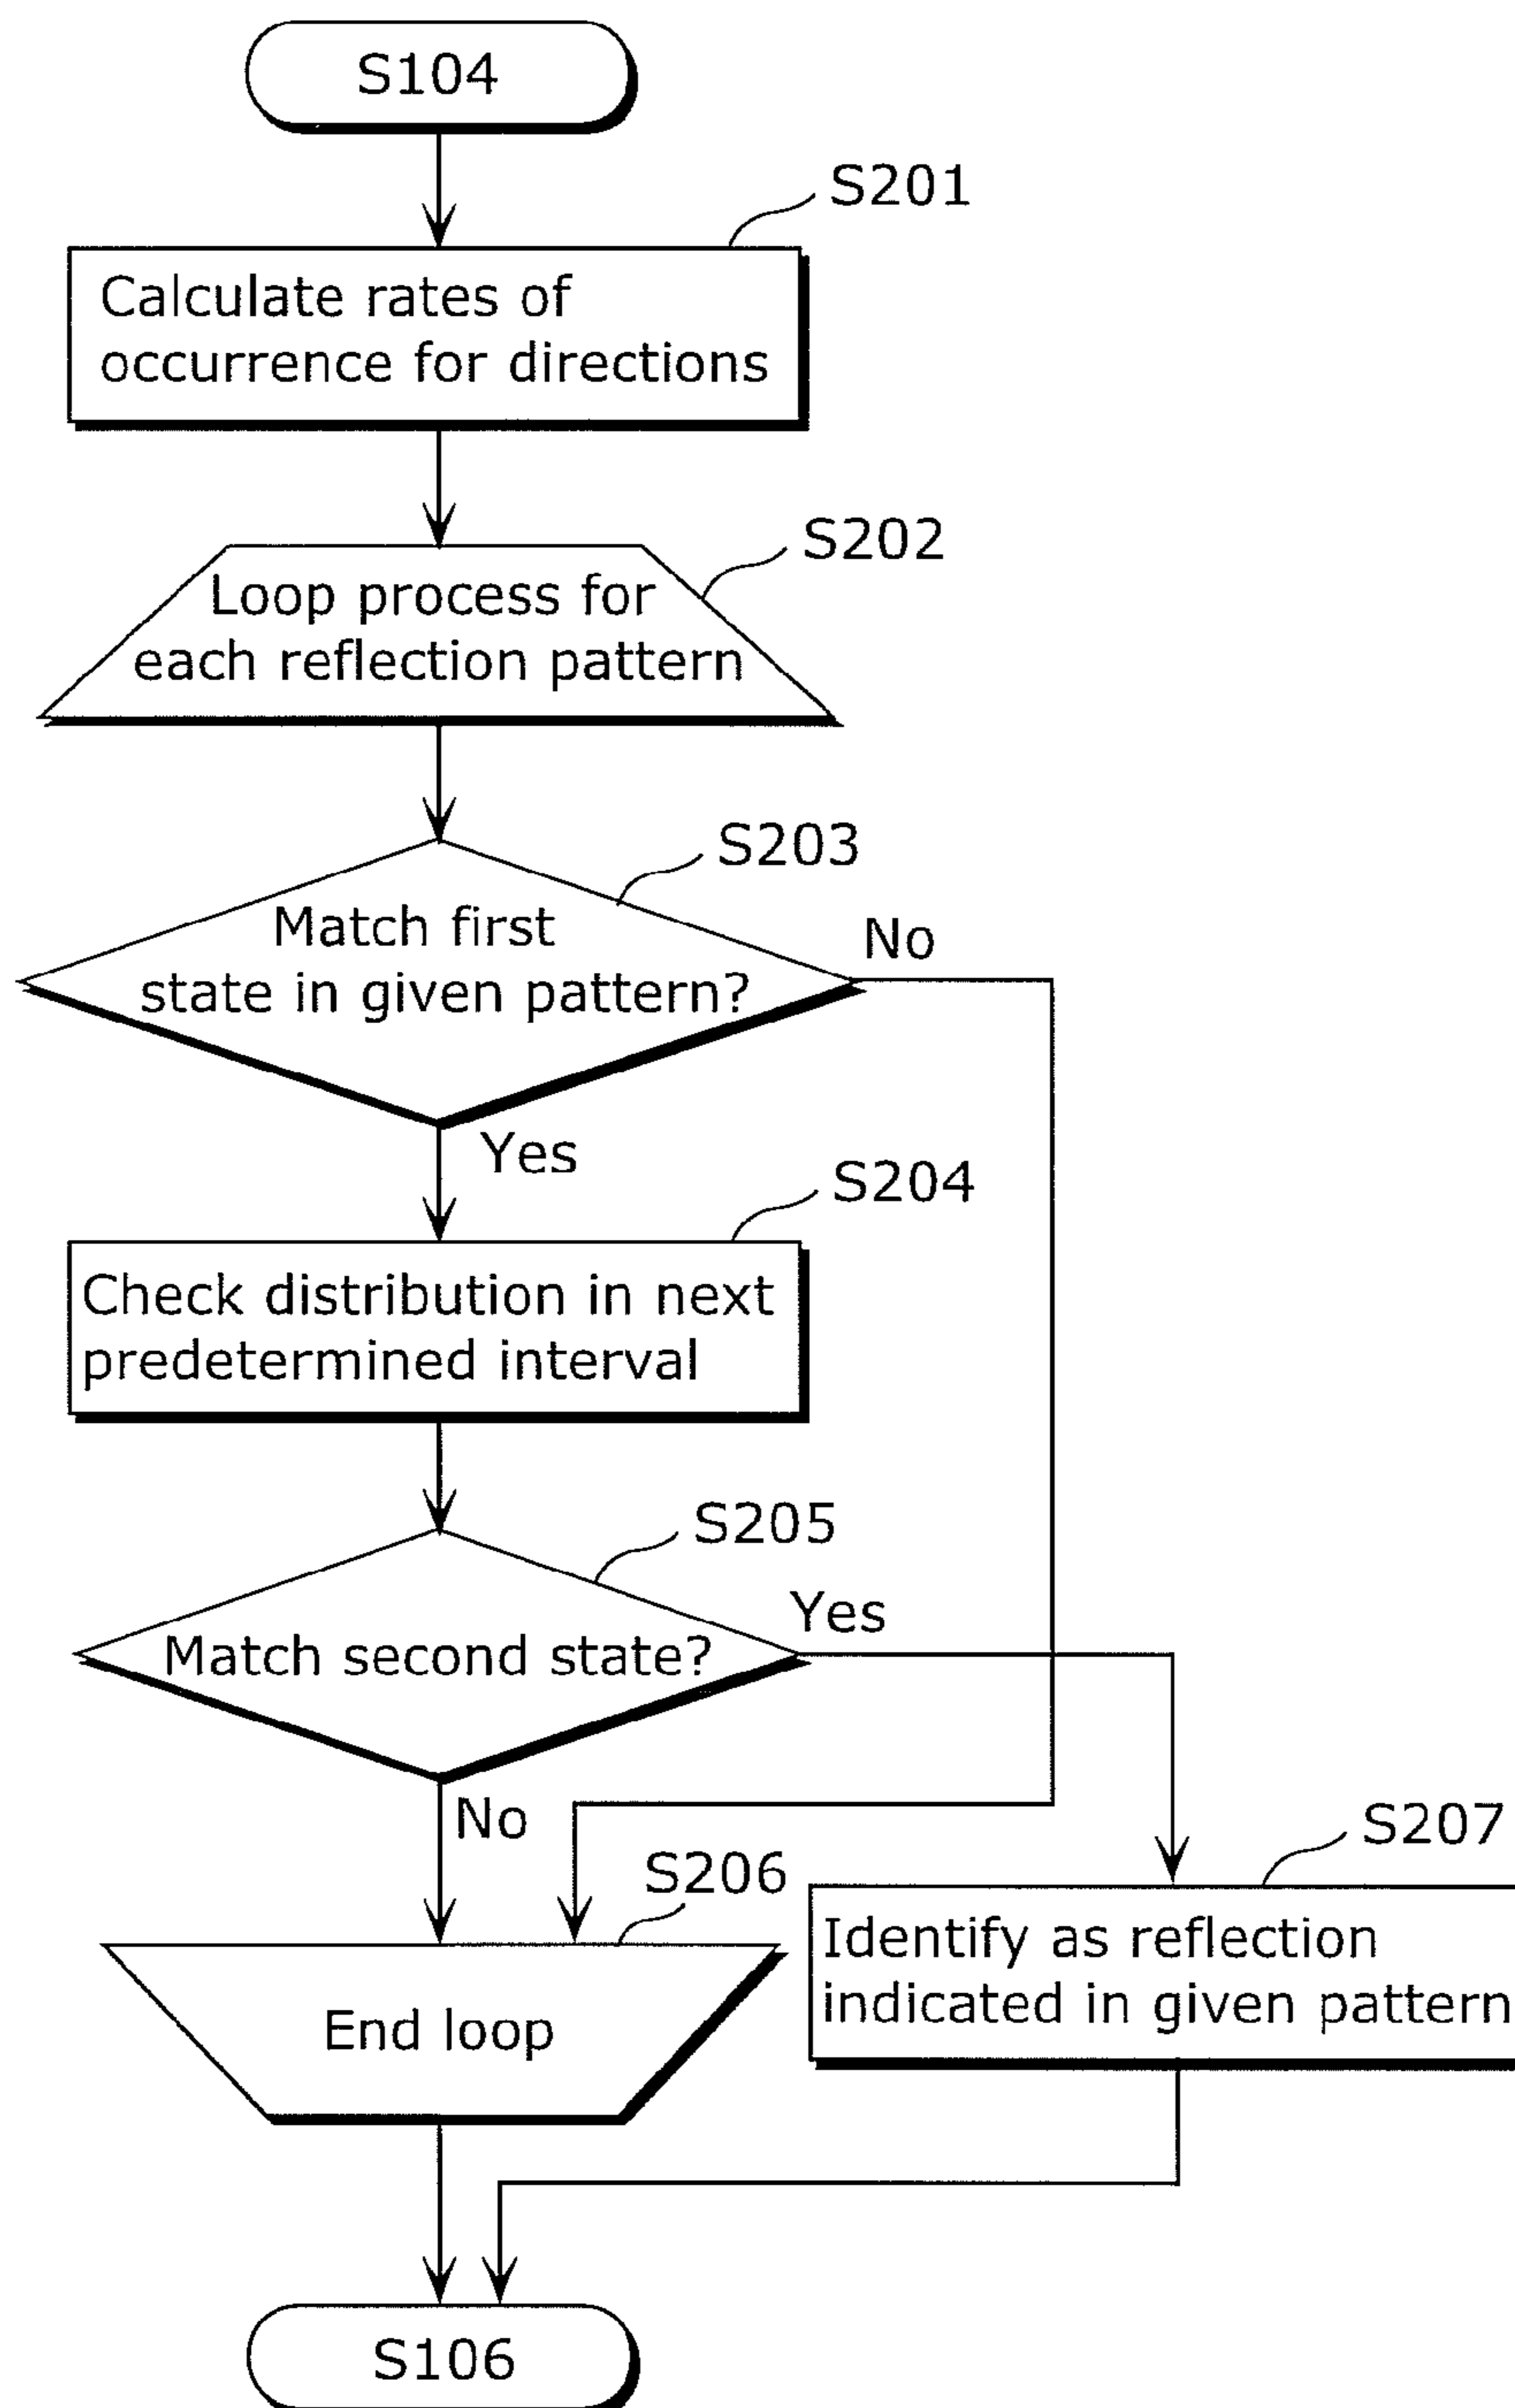 S104
S201
Calculate rates of
occurrence for directions
S202
Loop process for
each reflection pattern
S203
Match first
state in given pattern?
No
Yes
S204
Check distribution in next
predetermined interval
S205
Yes
Match second state?
No
S207
S206
Identify as reflection
indicated in given pattern
End loop
S106